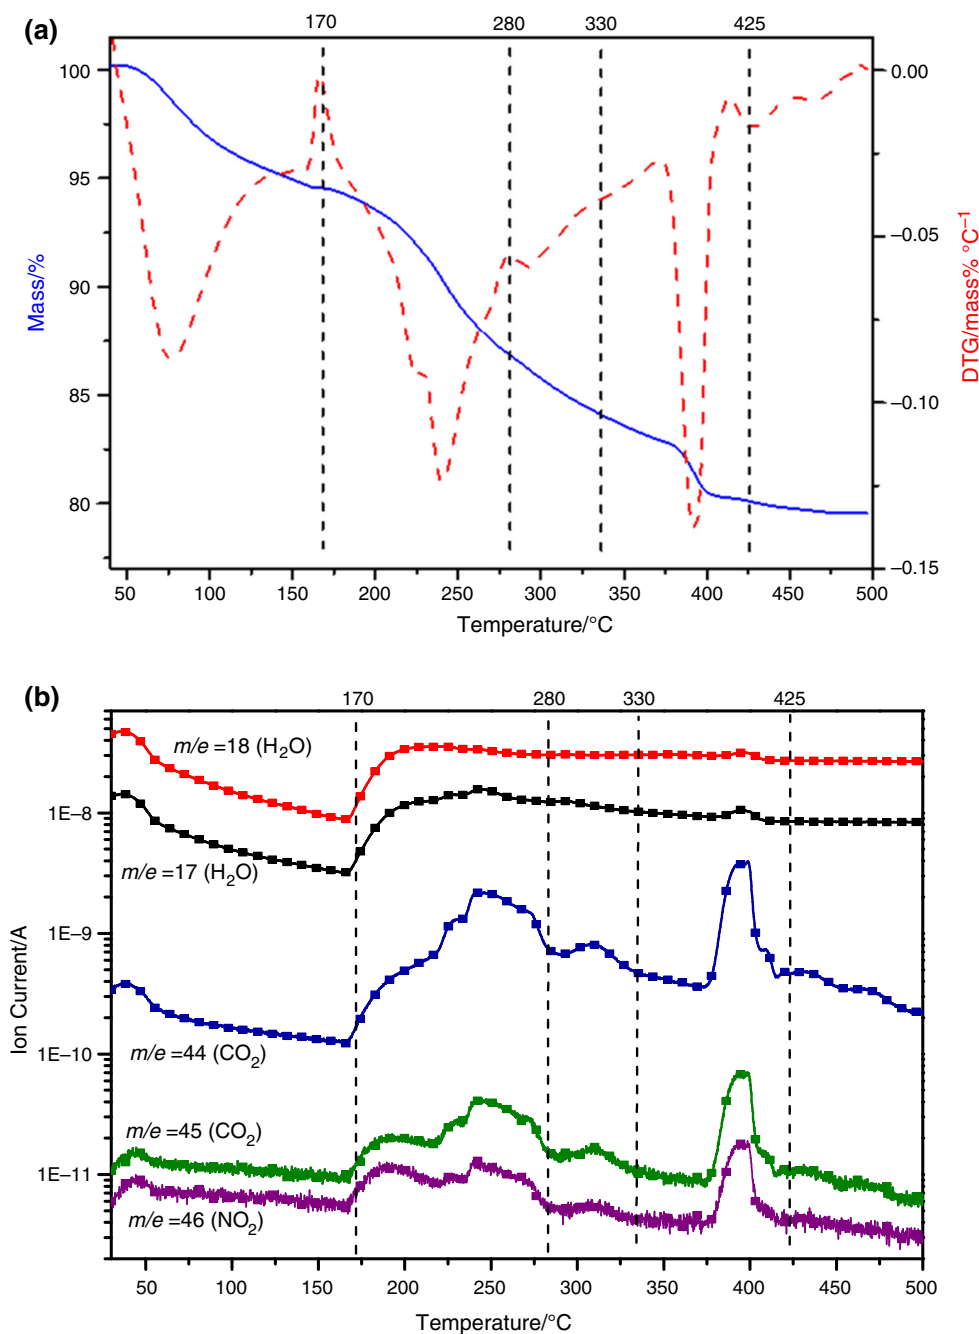 (a)
170 280 330 425
100
95
90
85
80
Mass/%
0.00
−0.05
−0.10
−0.15
DTG/mass% °C⁻¹
50 100 150 200 250 300 350 400 450 500
Temperature/°C
(b)
170 280 330 425
m/e =18 (H₂O)
1E–8
m/e =17 (H₂O)
1E–9
Ion Current/A
m/e =44 (CO₂)
1E–10
m/e =45 (CO₂)
1E–11
m/e =46 (NO₂)
50 100 150 200 250 300 350 400 450 500
Temperature/°C